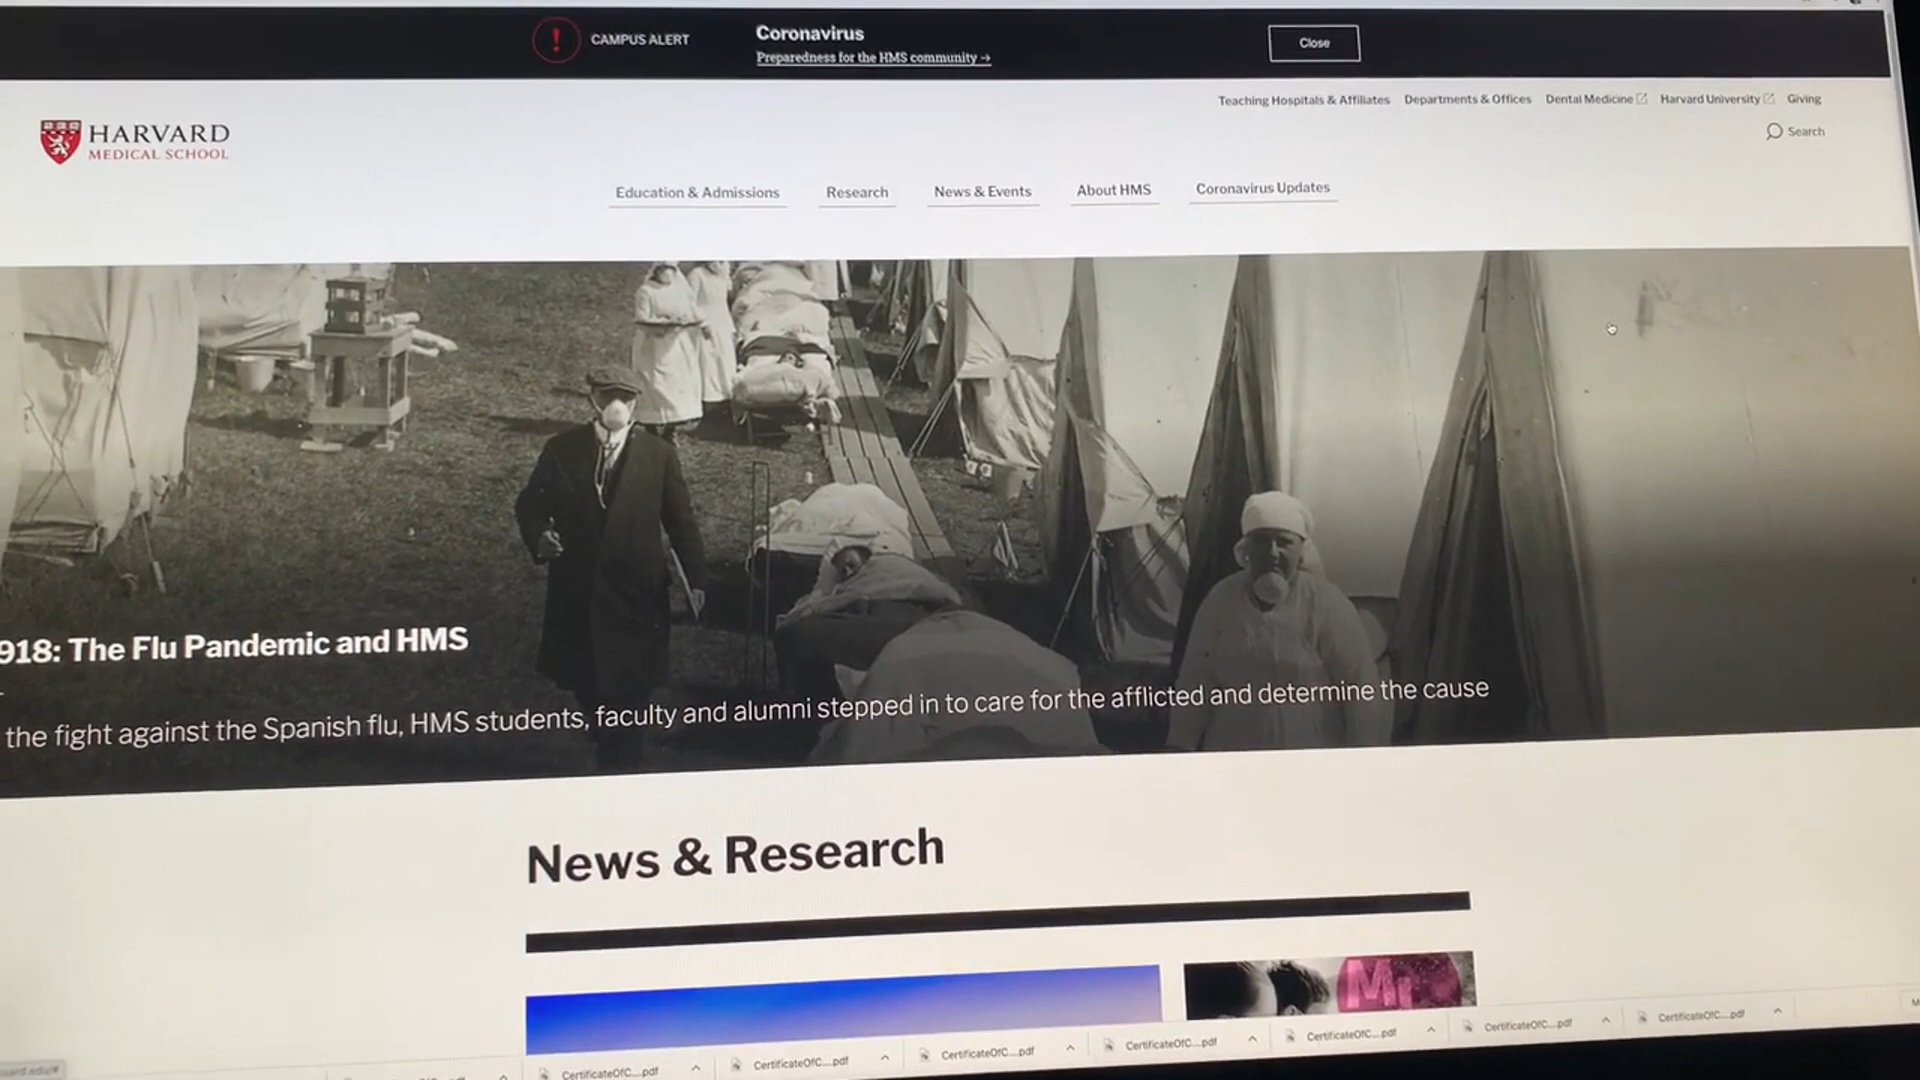 CAMPUS ALERT
Coronavirus
Preparedness for the HMS community →
Close
Teaching Hospitals & Affiliates Departments & Offices Dental Medicine Harvard University Giving
HARVARD
MEDICAL SCHOOL
Search
Education & Admissions Research News & Events About HMS Coronavirus Updates
918: The Flu Pandemic and HMS
the fight against the Spanish flu, HMS students, faculty and alumni stepped in to care for the afflicted and determine the cause
News & Research
CertificateOfC....pdf CertificateOfC....pdf CertificateOfC....pdf CertificateOfC....pdf CertificateOfC....pdf CertificateOfC....pdf CertificateOfC....pdf